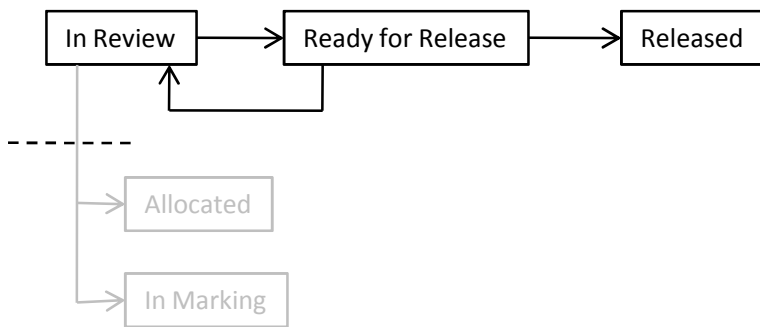 In Review
Ready for Release
Released
Allocated
In Marking